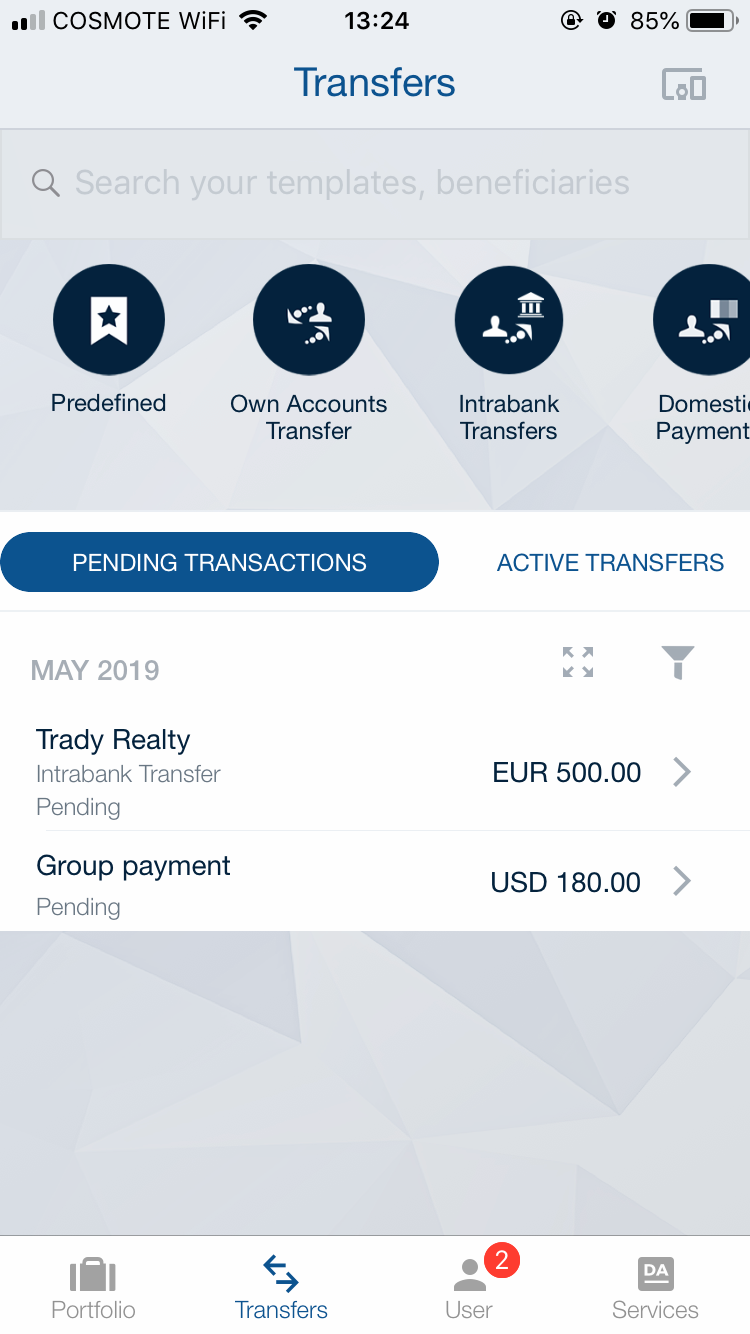 COSMOTE WiFi 13:24 85%
Transfers
Search your templates, beneficiaries
Predefined
Own Accounts
Transfer
Intrabank
Transfers
Domesti
Payment
PENDING TRANSACTIONS
ACTIVE TRANSFERS
MAY 2019
Trady Realty
Intrabank Transfer
Pending
EUR 500.00
Group payment
Pending
USD 180.00
2
DA
Portfolio
Transfers
User
Services